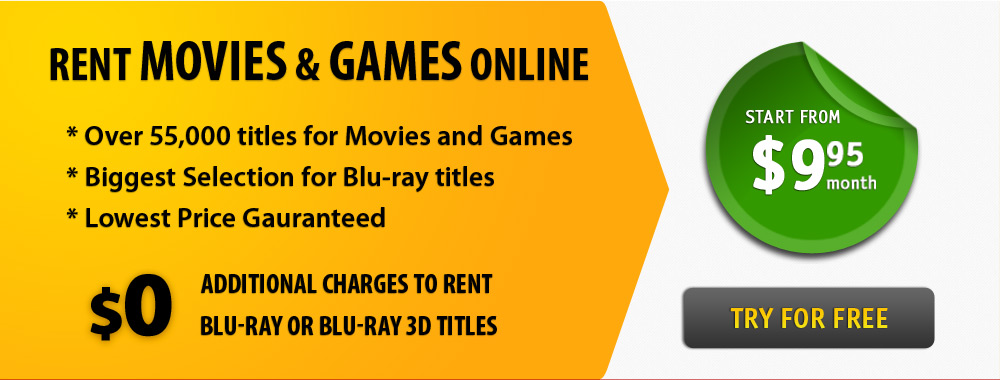 RENT MOVIES & GAMES ONLINE
* Over 55,000 titles for Movies and Games
* Biggest Selection for Blu-ray titles
* Lowest Price Gauranteed
$0
ADDITIONAL CHARGES TO RENT
BLU-RAY OR BLU-RAY 3D TITLES
START FROM
$995
month
TRY FOR FREE